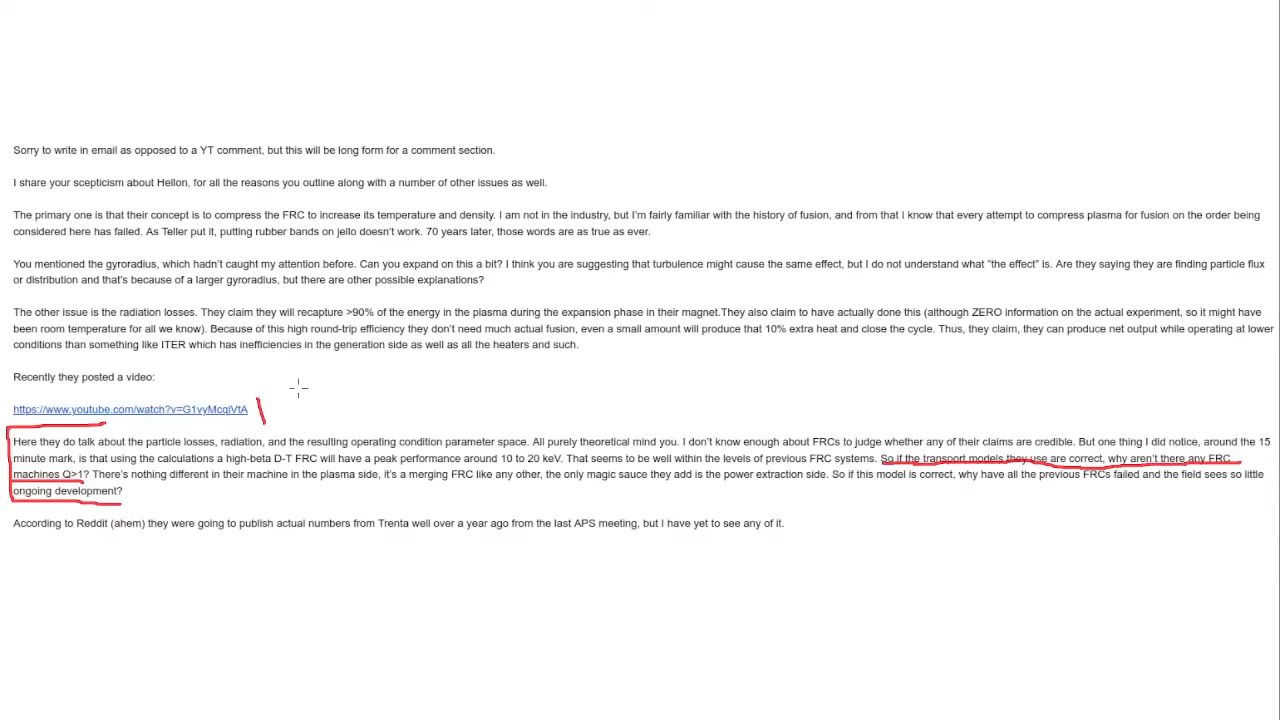 Sorry to write in email as opposed to a YT comment, but this will be long form for a comment section.
I share your scepticism about Hellon, for all the reasons you outline along with a number of other issues as well.
The primary one is that their concept is to compress the FRC to increase its temperature and density. I am not in the industry, but I'm fairly familiar with the history of fusion, and from that I know that every attempt to compress plasma for fusion on the order being
considered here has failed. As Teller put it, putting rubber bands on jello doesn't work. 70 years later, those words are as true as ever.
You mentioned the gyroradius, which hadn't caught my attention before. Can you expand on this a bit? I think you are suggesting that turbulence might cause the same effect, but I do not understand what “the effect” is. Are they saying they are finding particle flux
or distribution and that's because of a larger gyroradius, but there are other possible explanations?
The other issue is the radiation losses. They claim they will recapture >90% of the energy in the plasma during the expansion phase in their magnet.They also claim to have actually done this (although ZERO information on the actual experiment, so it might have
been room temperature for all we know). Because of this high round-trip efficiency they don't need much actual fusion, even a small amount will produce that 10% extra heat and close the cycle. Thus, they claim, they can produce net output while operating at lower
conditions than something like ITER which has inefficiencies in the generation side as well as all the heaters and such.
Recently they posted a video:
https://www.youtube.com/watch?v=G1vyMcqlVtA
Here they do talk about the particle losses, radiation, and the resulting operating condition parameter space. All purely theoretical mind you. I don't know enough about FRCs to judge whether any of their claims are credible. But one thing I did notice, around the 15
minute mark, is that using the calculations a high-beta D-T FRC will have a peak performance around 10 to 20 keV. That seems to be well within the levels of previous FRC systems. So if the transport models they use are correct, why aren't there any FRC
machines Q>1? There's nothing different in their machine in the plasma side, it's a merging FRC like any other, the only magic sauce they add is the power extraction side. So if this model is correct, why have all the previous FRCs failed and the field sees so little
ongoing development?
According to Reddit (ahem) they were going to publish actual numbers from Trenta well over a year ago from the last APS meeting, but I have yet to see any of it.